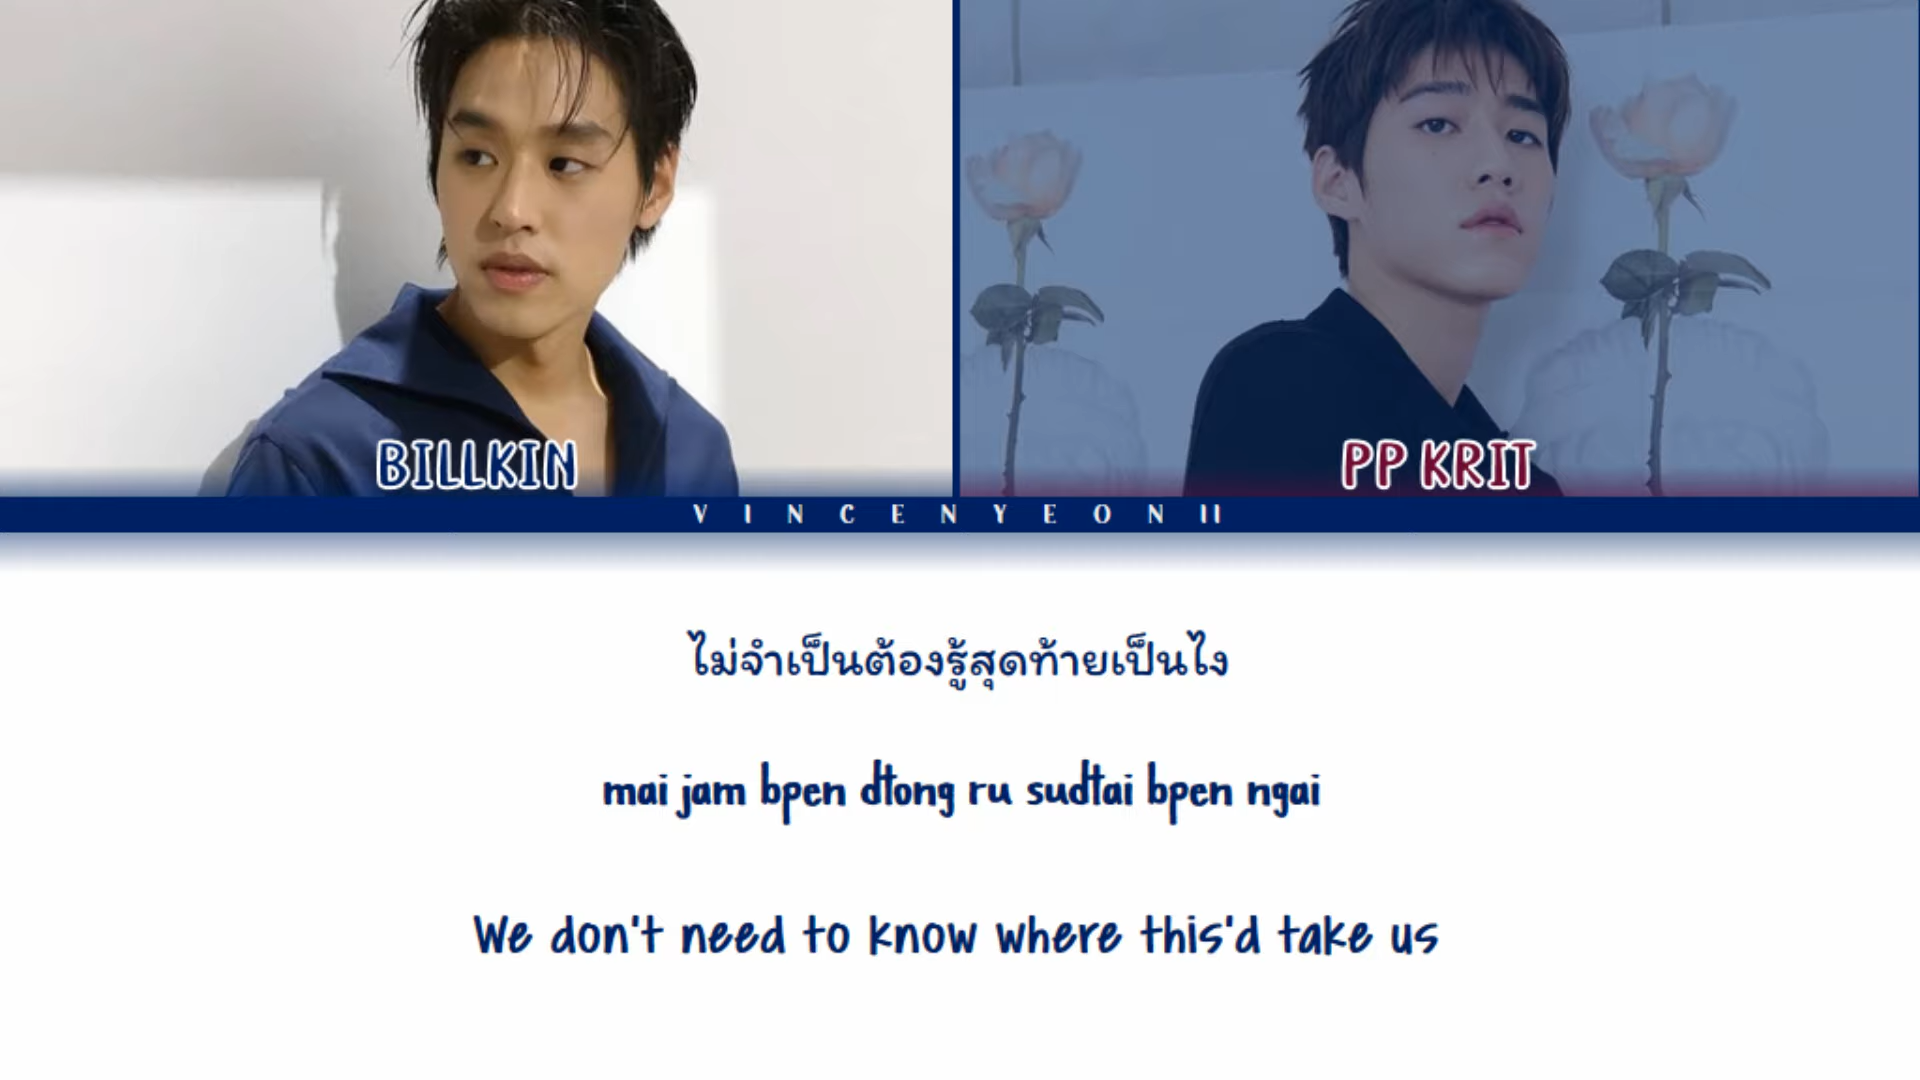 BILLKIN
PP KRIT
VINCENYEON II
ไม่จำเป็นต้องรู้สุดท้ายเป็นไง
mai jam bpen dtong ru sudtai bpen ngai
We don't need to know where this'd take us